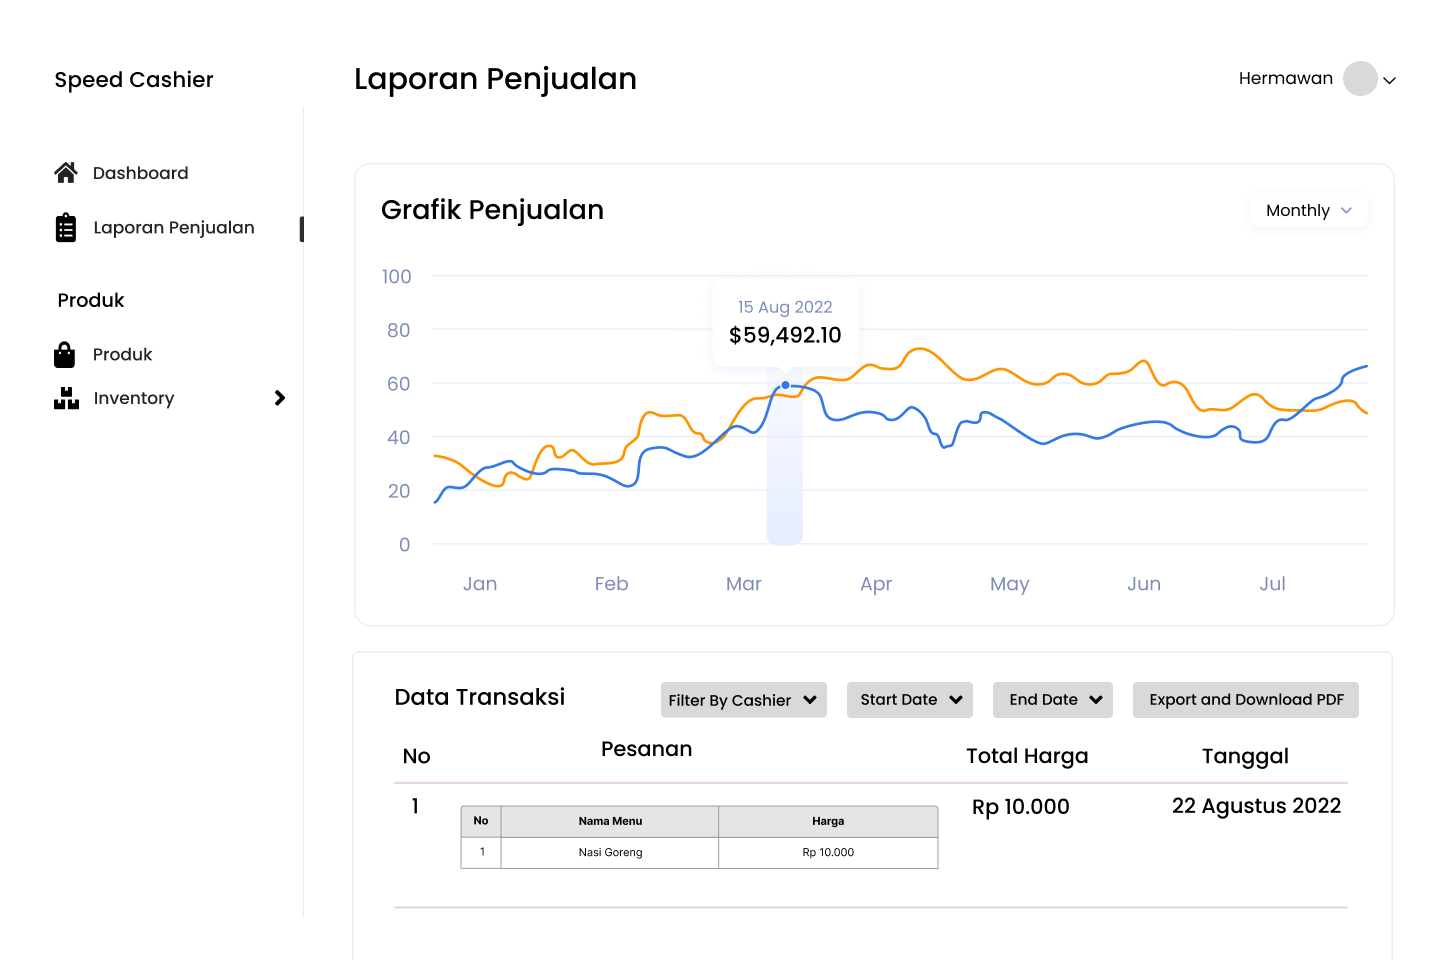 Speed Cashier
Laporan Penjualan
Hermawan
Dashboard
Laporan Penjualan
Produk
Produk
Inventory
Grafik Penjualan
Monthly
100
80
60
40
20
0
15 Aug 2022
$59,492.10
Jan Feb Mar Apr May Jun Jul
Data Transaksi
Filter By Cashier
Start Date
End Date
Export and Download PDF
No Pesanan Total Harga Tanggal
1 Rp 10.000 22 Agustus 2022
No Nama Menu Harga
1 Nasi Goreng Rp 10.000